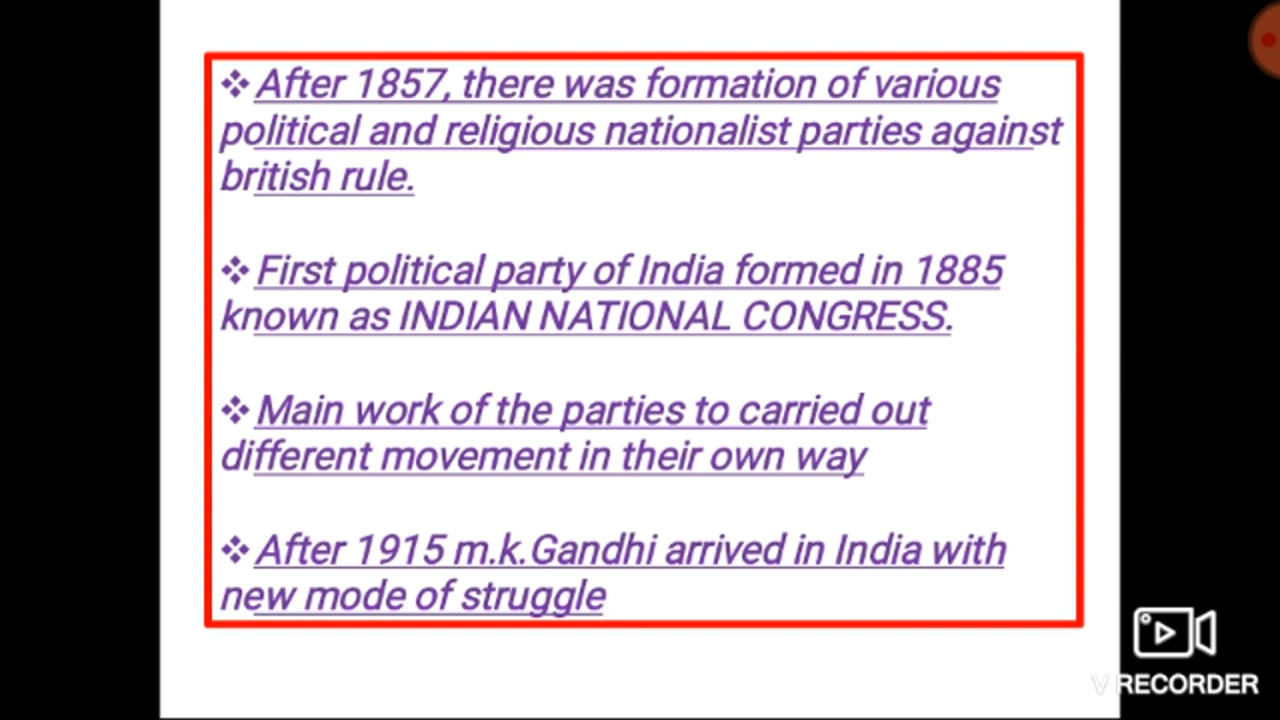 ❖ After 1857, there was formation of various
political and religious nationalist parties against
british rule.
❖ First political party of India formed in 1885
known as INDIAN NATIONAL CONGRESS.
❖ Main work of the parties to carried out
different movement in their own way
❖ After 1915 m.k.Gandhi arrived in India with
new mode of struggle
V RECORDER